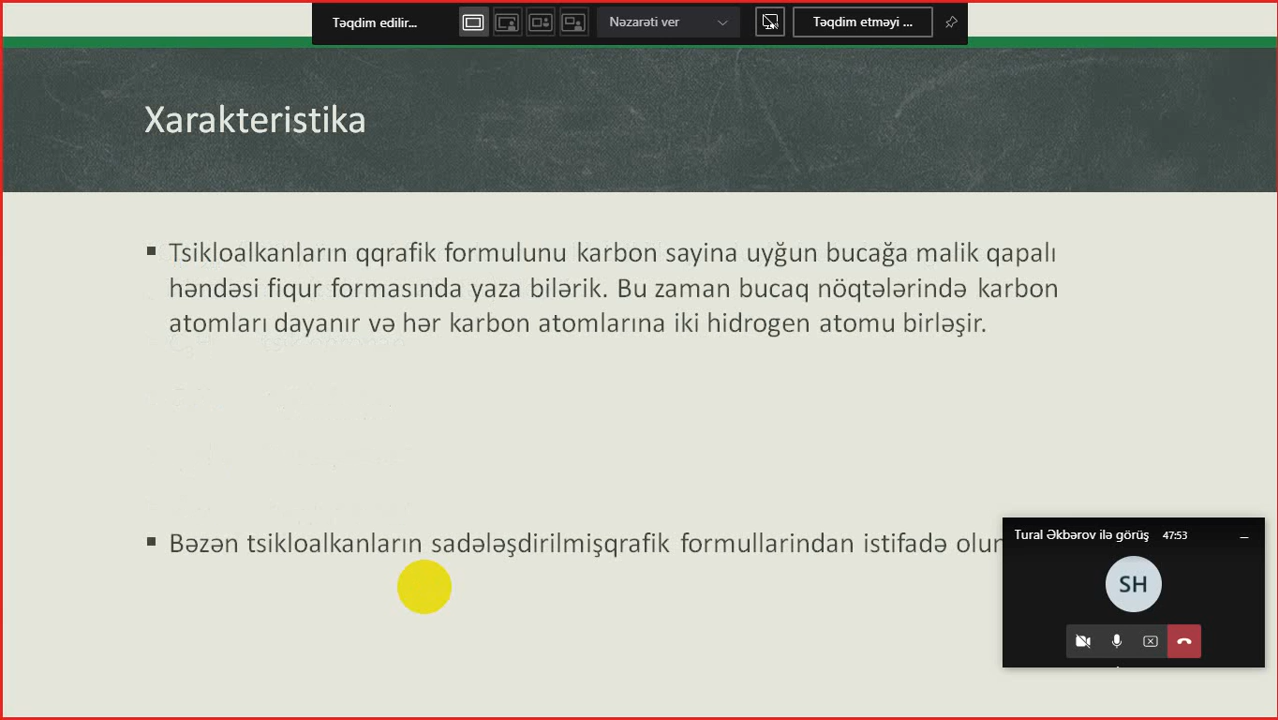 Təqdim edilir...
Nəzarəti ver
Təqdim etməyi ...
Xarakteristika
▪ Tsikloalkanların qqrafik formulunu karbon sayina uyğun bucağa malik qapalı
həndəsi fiqur formasında yaza bilərik. Bu zaman bucaq nöqtələrində karbon
atomları dayanır və hər karbon atomlarına iki hidrogen atomu birləşir.
▪ Bəzən tsikloalkanların sadələşdirilmişqrafik formullarindan istifadə
Tural Əkbərov ilə görüş 47:53
SH